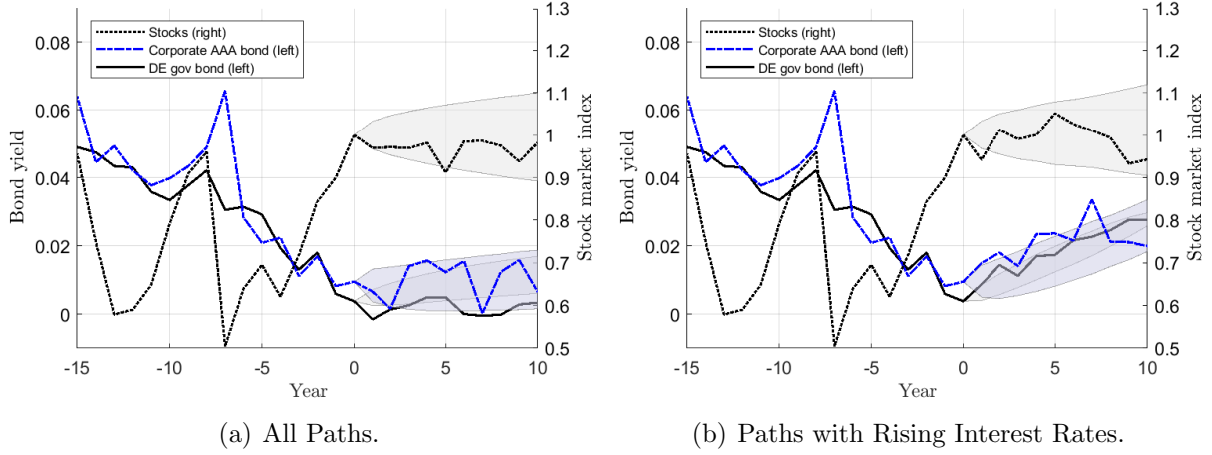 Stocks (right)
Corporate AAA bond (left)
DE gov bond (left)
Bond yield
0.08
0.06
0.04
0.02
0
1.3
1.2
1.1
1
0.9
0.8
0.7
0.6
0.5
Stock market index
-15
-10
-5
0
5
10
Year
(a) All Paths.
Stocks (right)
Corporate AAA bond (left)
DE gov bond (left)
Bond yield
0.08
0.06
0.04
0.02
0
1.3
1.2
1.1
1
0.9
0.8
0.7
0.6
0.5
Stock market index
-15
-10
-5
0
5
10
Year
(b) Paths with Rising Interest Rates.